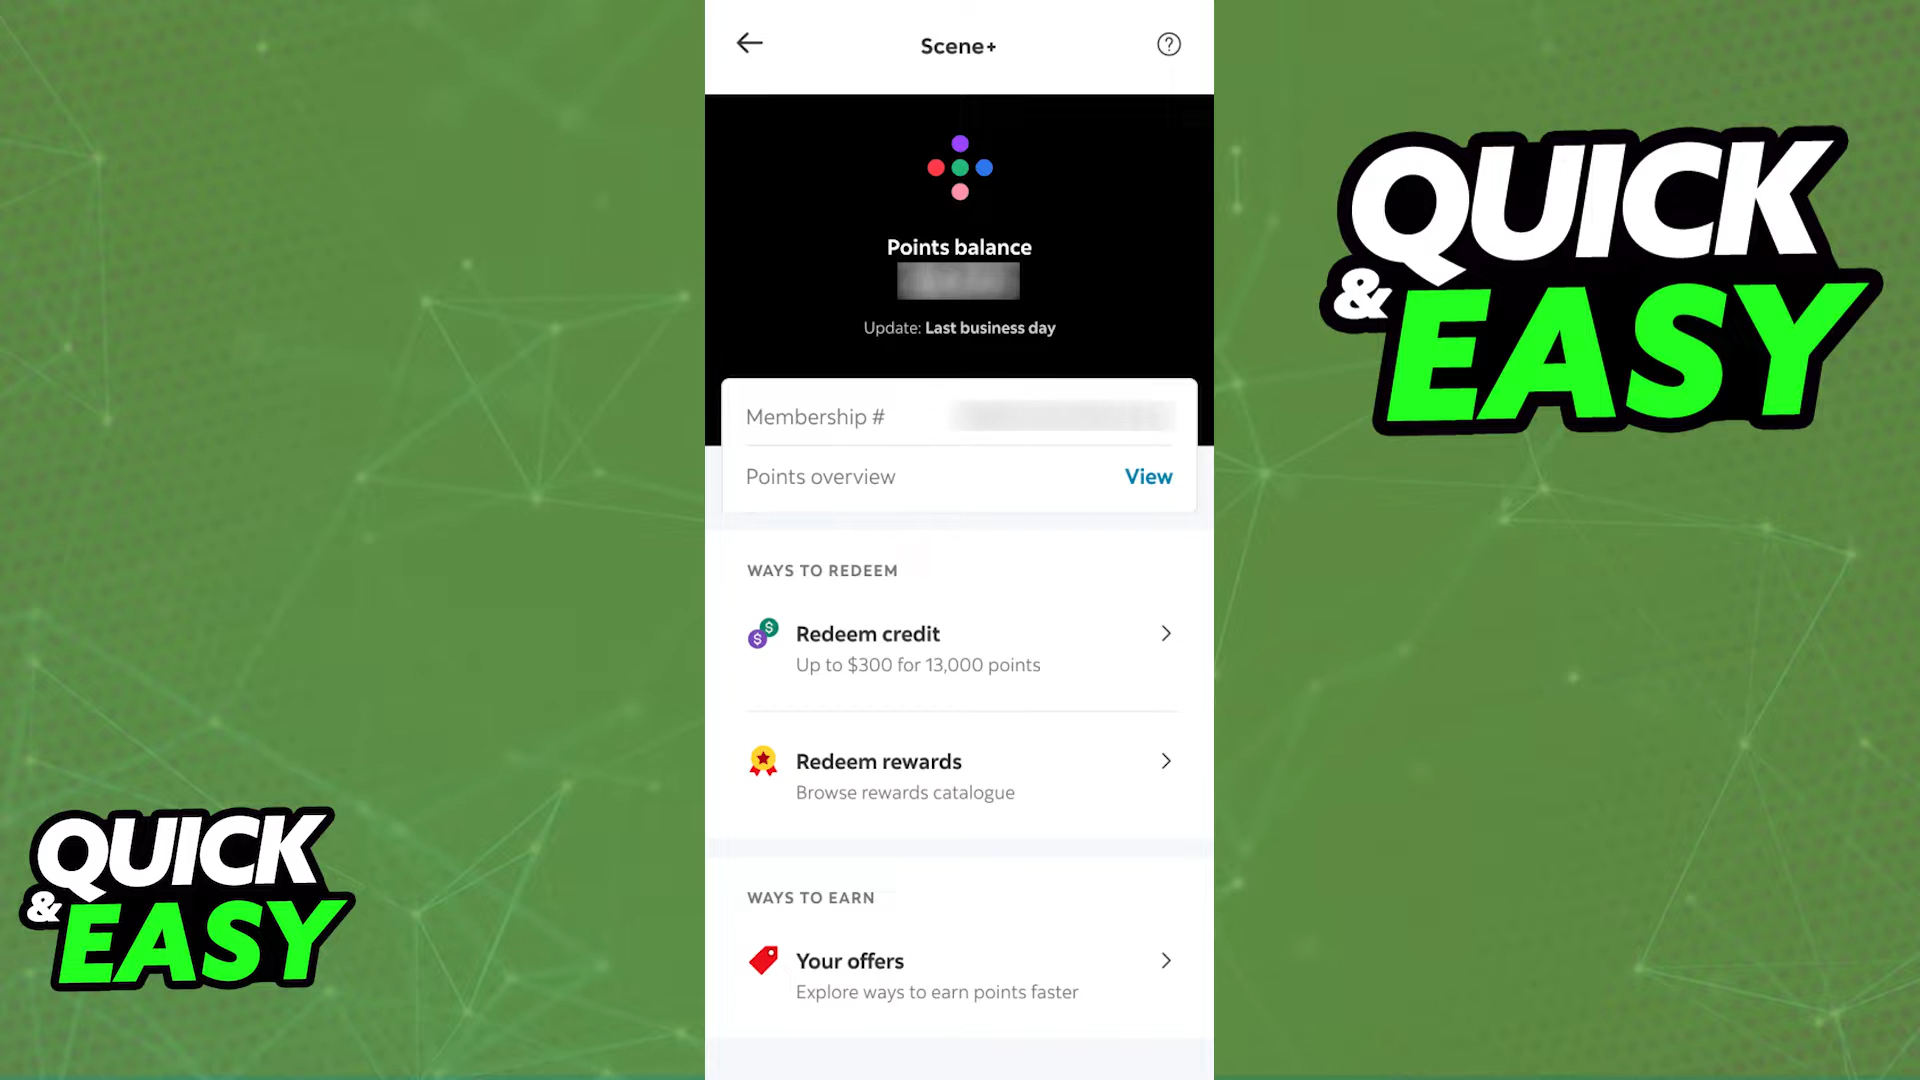 Scene+
Points balance
Update: Last business day
Membership #
Points overview
View
WAYS TO REDEEM
Redeem credit
Up to $300 for 13,000 points
Redeem rewards
Browse rewards catalogue
WAYS TO EARN
Your offers
Explore ways to earn points faster
QUICK
& EASY
QUICK
& EASY